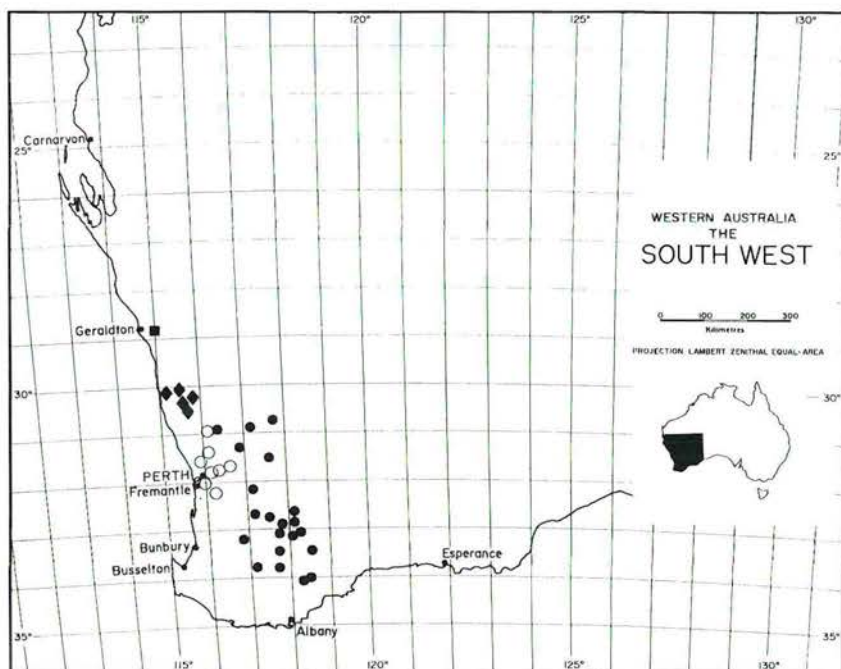 115° 120° 125° 130°
Carnarvon
25° 25°
WESTERN AUSTRALIA
THE
SOUTH WEST
Geraldton
0 100 200 300
Kilometres
PROJECTION LAMBERT ZENITHAL EQUAL-AREA
30° 30°
PERTH
Fremantle
Bunbury
Busselton
Esperance
Albany
35° 35°
115° 120° 125° 130°